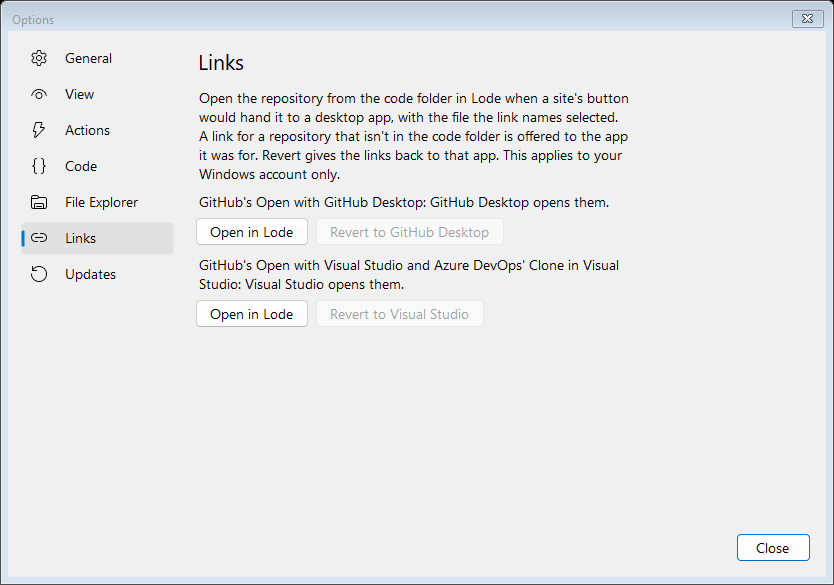 Options
General
View
Actions
Code
File Explorer
Links
Updates
Links
Open the repository from the code folder in Lode when a site's button
would hand it to a desktop app, with the file the link names selected.
A link for a repository that isn't in the code folder is offered to the app
it was for. Revert gives the links back to that app. This applies to your
Windows account only.
GitHub's Open with GitHub Desktop: GitHub Desktop opens them.
Open in Lode
Revert to GitHub Desktop
GitHub's Open with Visual Studio and Azure DevOps' Clone in Visual
Studio: Visual Studio opens them.
Open in Lode
Revert to Visual Studio
Close